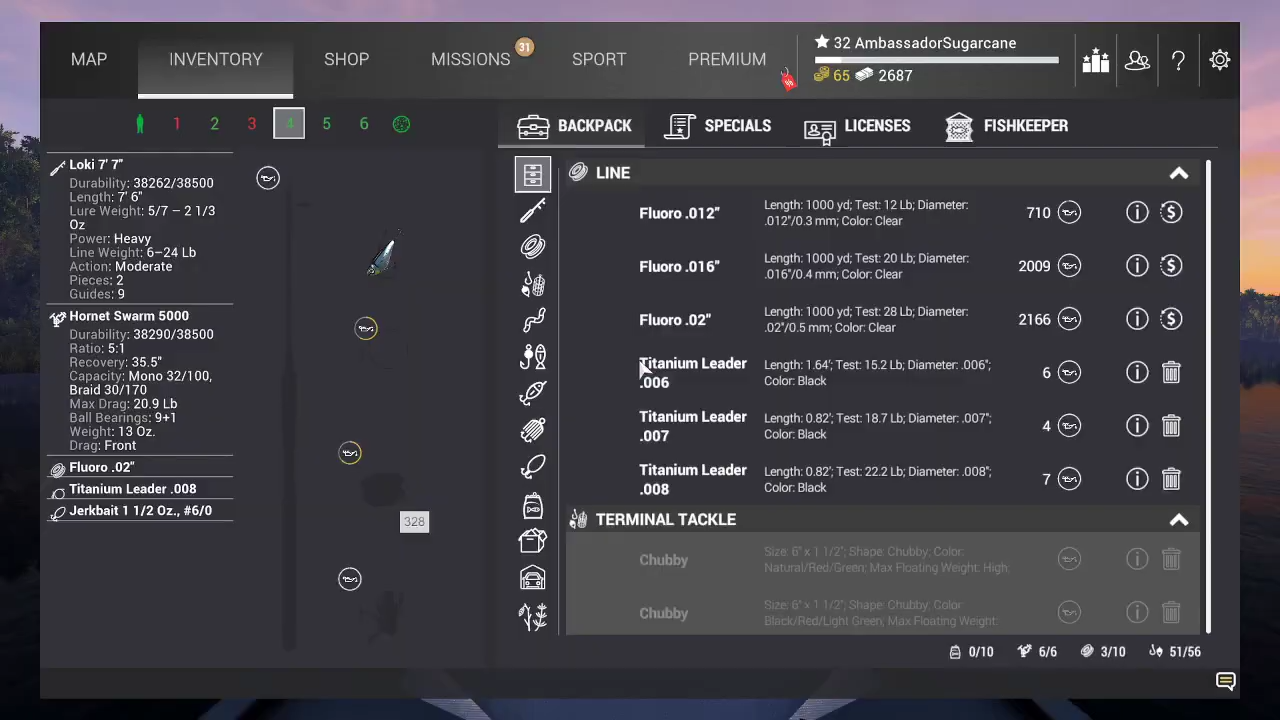 MAP
INVENTORY
SHOP
MISSIONS
31
SPORT
PREMIUM
%
32 AmbassadorSugarcane
65 2687
?
1 2 3 4 5 6
BACKPACK
SPECIALS
LICENSES
FISHKEEPER
Loki 7' 7"
Durability: 38262/38500
Length: 7' 6"
Lure Weight: 5/7 – 2 1/3
Oz
Power: Heavy
Line Weight: 6–24 Lb
Action: Moderate
Pieces: 2
Guides: 9
Hornet Swarm 5000
Durability: 38290/38500
Ratio: 5:1
Recovery: 35.5"
Capacity: Mono 32/100,
Braid 30/170
Max Drag: 20.9 Lb
Ball Bearings: 9+1
Weight: 13 Oz.
Drag: Front
Fluoro .02"
Titanium Leader .008
Jerkbait 1 1/2 Oz., #6/0
328
LINE
Fluoro .012"
Length: 1000 yd; Test: 12 Lb; Diameter:
.012"/0.3 mm; Color: Clear
710
Fluoro .016"
Length: 1000 yd; Test: 20 Lb; Diameter:
.016"/0.4 mm; Color: Clear
2009
Fluoro .02"
Length: 1000 yd; Test: 28 Lb; Diameter:
.02"/0.5 mm; Color: Clear
2166
Titanium Leader
.006
Length: 1.64'; Test: 15.2 Lb; Diameter: .006";
Color: Black
6
Titanium Leader
.007
Length: 0.82'; Test: 18.7 Lb; Diameter: .007";
Color: Black
4
Titanium Leader
.008
Length: 0.82'; Test: 22.2 Lb; Diameter: .008";
Color: Black
7
TERMINAL TACKLE
Chubby
Size: 6" x 1 1/2"; Shape: Chubby; Color:
Natural/Red/Green; Max Floating Weight: High;
Chubby
Size: 6" x 1 1/2"; Shape: Chubby; Color:
Black/Red/Light Green; Max Floating Weight:
0/10 6/6 3/10 51/56